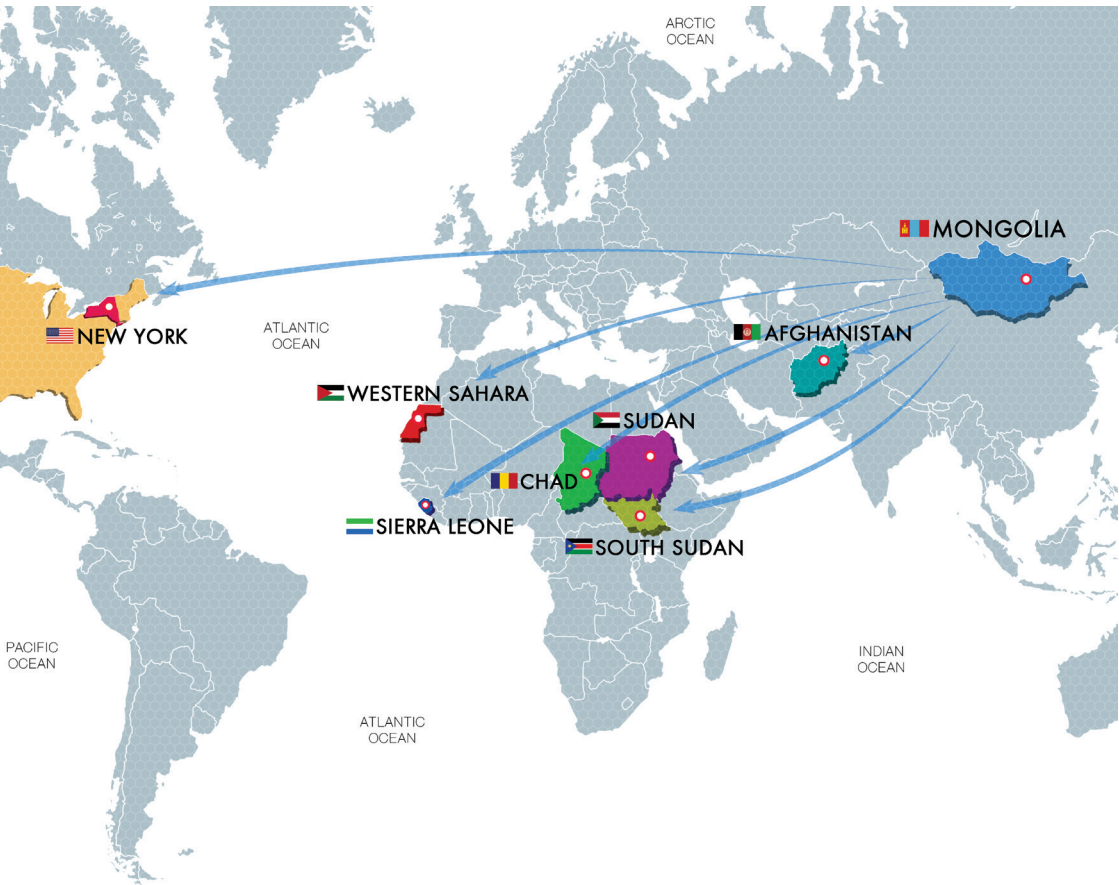 ARCTIC
OCEAN
MONGOLIA
ATLANTIC
OCEAN
NEW YORK
AFGHANISTAN
WESTERN SAHARA
SUDAN
CHAD
SIERRA LEONE
SOUTH SUDAN
PACIFIC
OCEAN
INDIAN
OCEAN
ATLANTIC
OCEAN